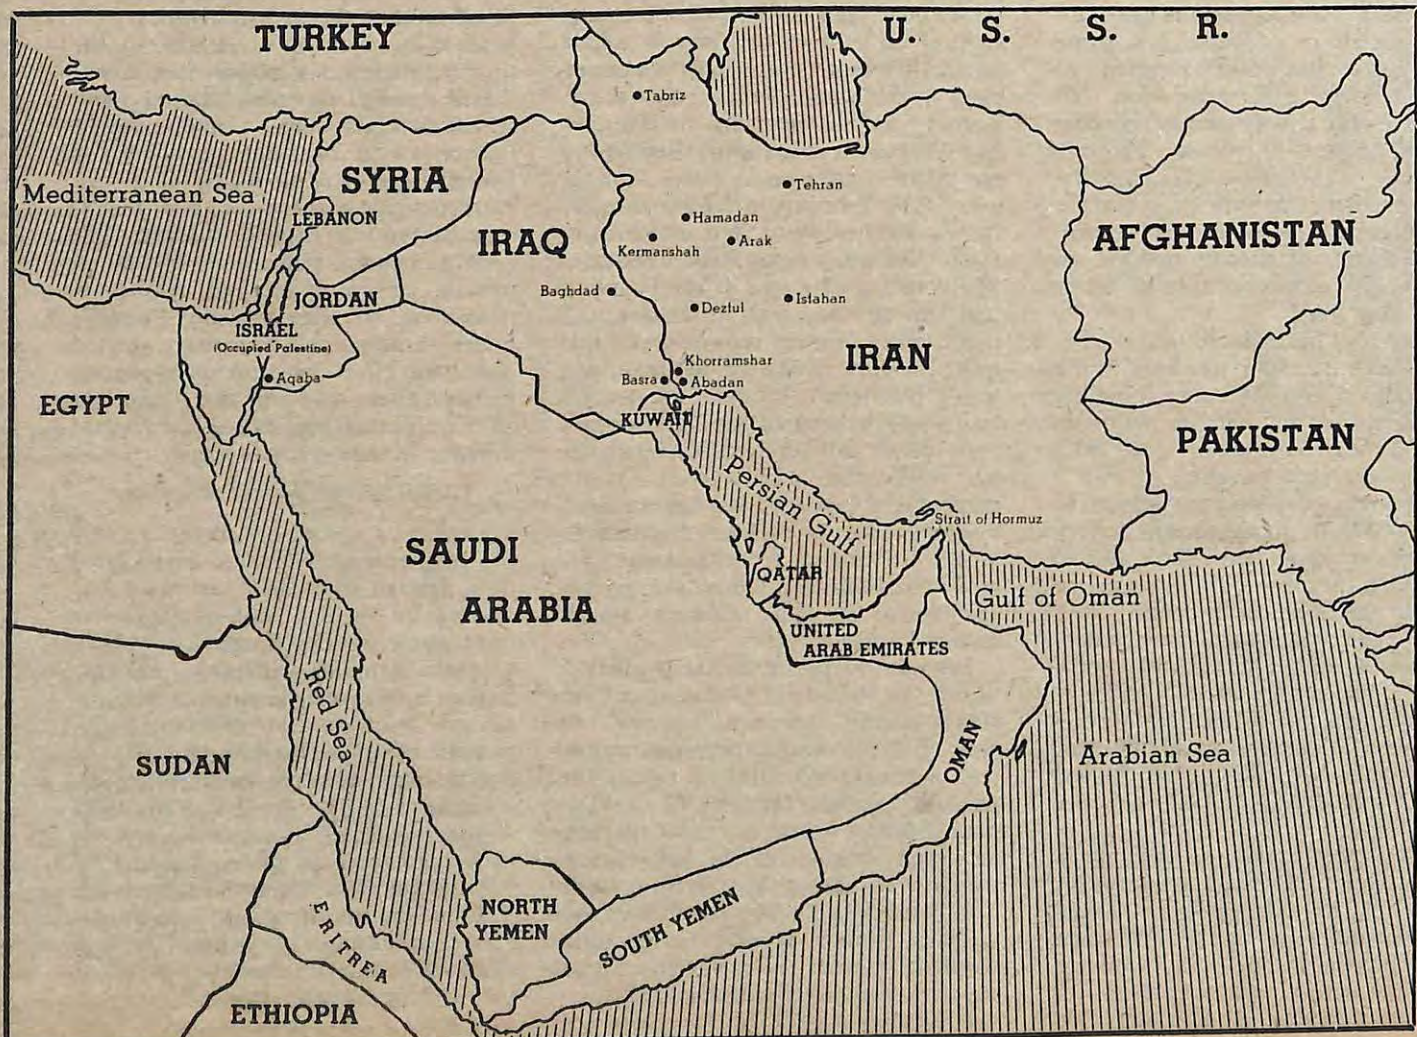 TURKEY
U. S. S. R.
Tabriz
Tehran
Mediterranean Sea
SYRIA
LEBANON
IRAQ
Hamadan
Kermanshah
Arak
AFGHANISTAN
JORDAN
Baghdad
Isfahan
Dezful
ISRAEL
(Occupied Palestine)
Aqaba
Khorramshar
Basra
Abadan
IRAN
EGYPT
KUWAIT
PAKISTAN
Persian Gulf
Strait of Hormuz
SAUDI
ARABIA
QATAR
Gulf of Oman
UNITED
ARAB EMIRATES
Red Sea
SUDAN
OMAN
Arabian Sea
NORTH
YEMEN
SOUTH YEMEN
ERITREA
ETHIOPIA